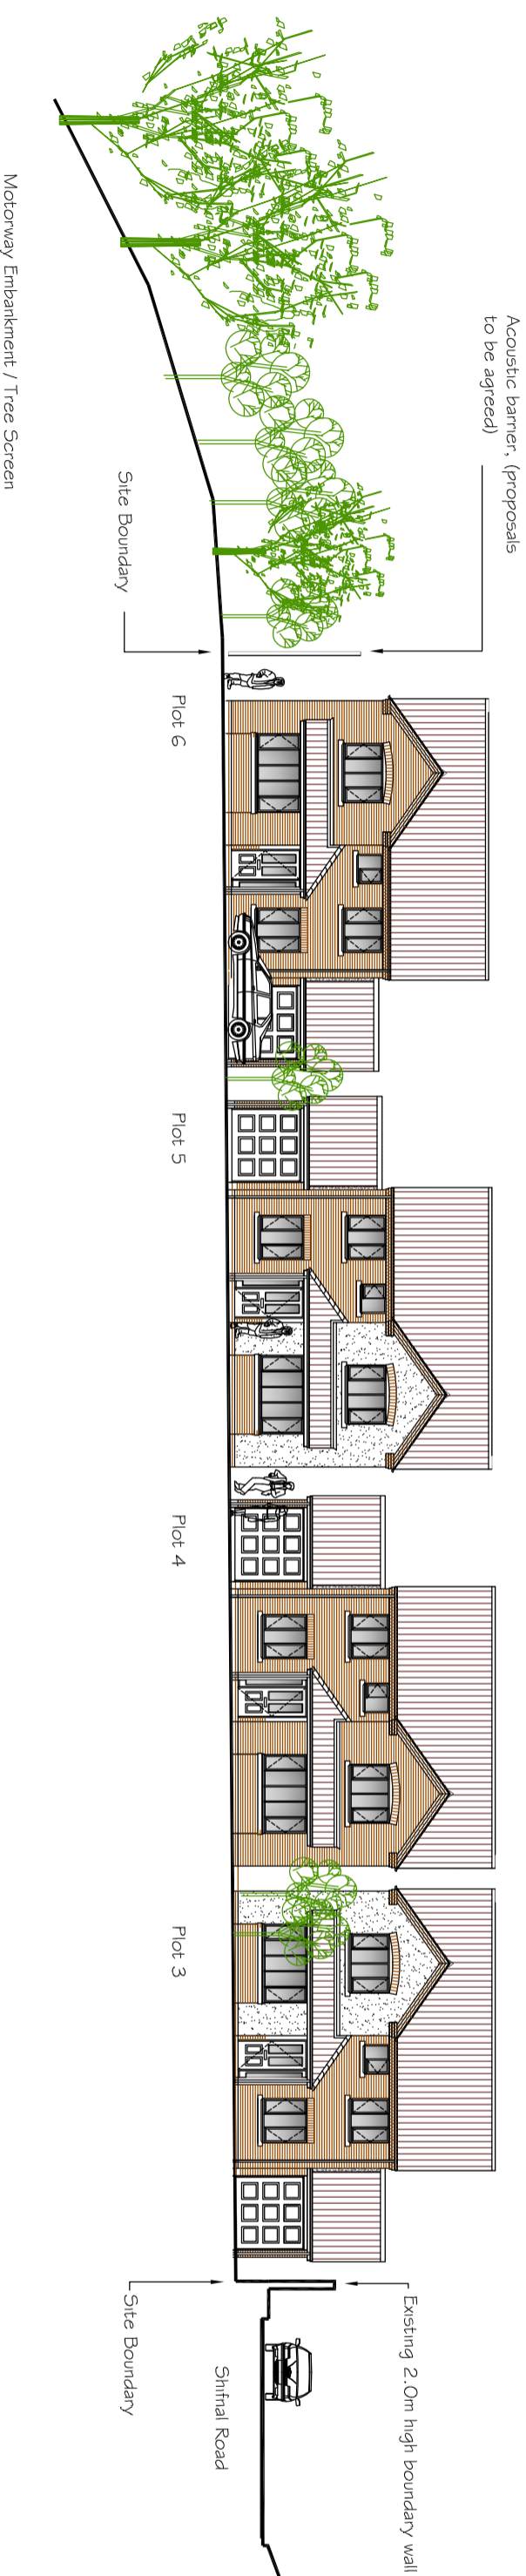 Acoustic barrier, (proposals
to be agreed)
Motorway Embankment / Tree Screen
Site Boundary
Plot 6
Plot 5
Plot 4
Plot 3
Existing 2.0m high boundary wall
Site Boundary
Shifnal Road